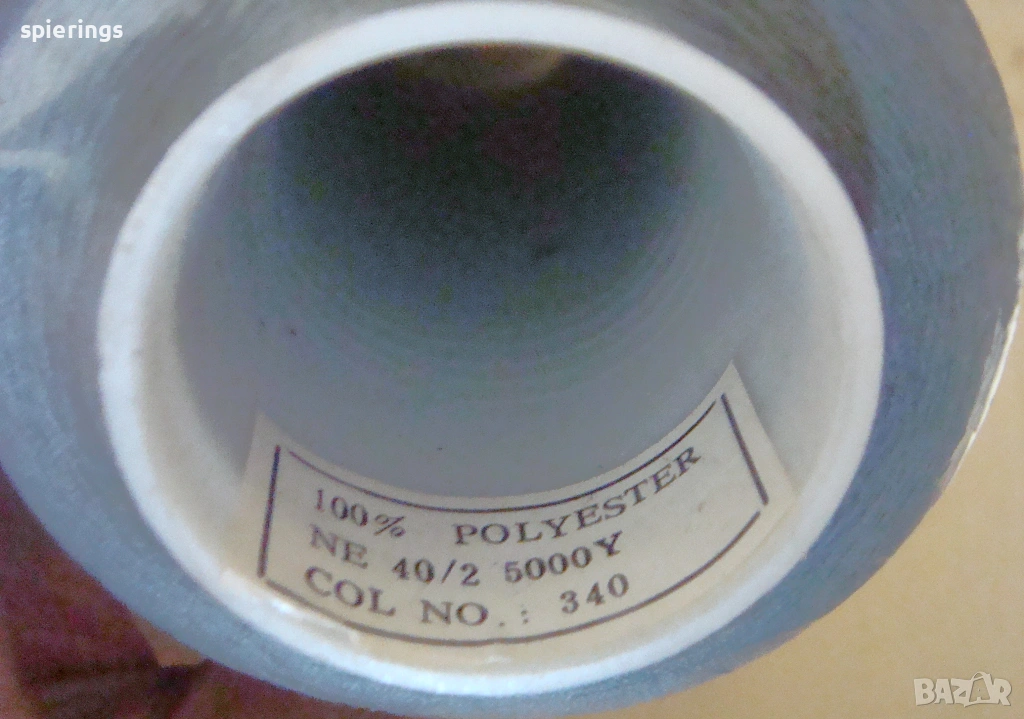 spierings
100% POLYESTER
NE 40/2 5000Y
COL NO.: 340
BAZAR